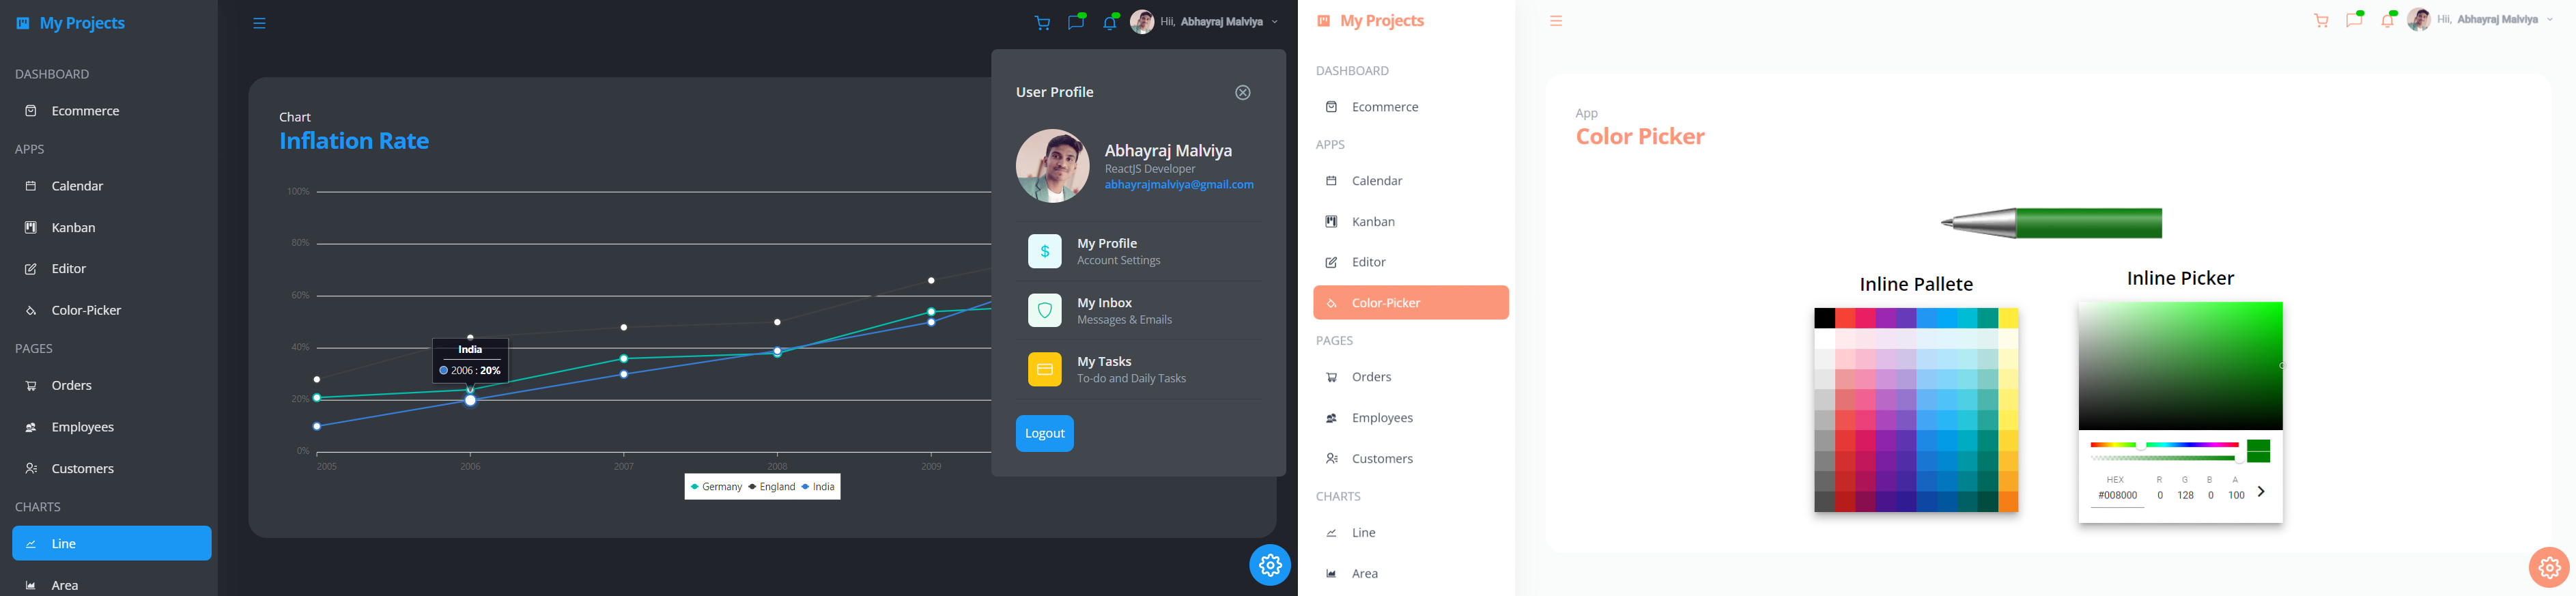 My Projects
DASHBOARD
Ecommerce
APPS
Calendar
Kanban
Editor
Color-Picker
PAGES
Orders
Employees
Customers
CHARTS
Line
Area
Hii, Abhayraj Malviya
Chart
Inflation Rate
100%
80%
60%
40%
20%
0%
2005 2006 2007 2008 2009
India
2006 : 20%
Germany England India
User Profile
Abhayraj Malviya
ReactJS Developer
abhayrajmalviya@gmail.com
$
My Profile
Account Settings
My Inbox
Messages & Emails
My Tasks
To-do and Daily Tasks
Logout
My Projects
DASHBOARD
Ecommerce
APPS
Calendar
Kanban
Editor
Color-Picker
PAGES
Orders
Employees
Customers
CHARTS
Line
Area
Hii, Abhayraj Malviya
App
Color Picker
Inline Pallete
Inline Picker
HEX R G B A
#008000 0 128 0 100